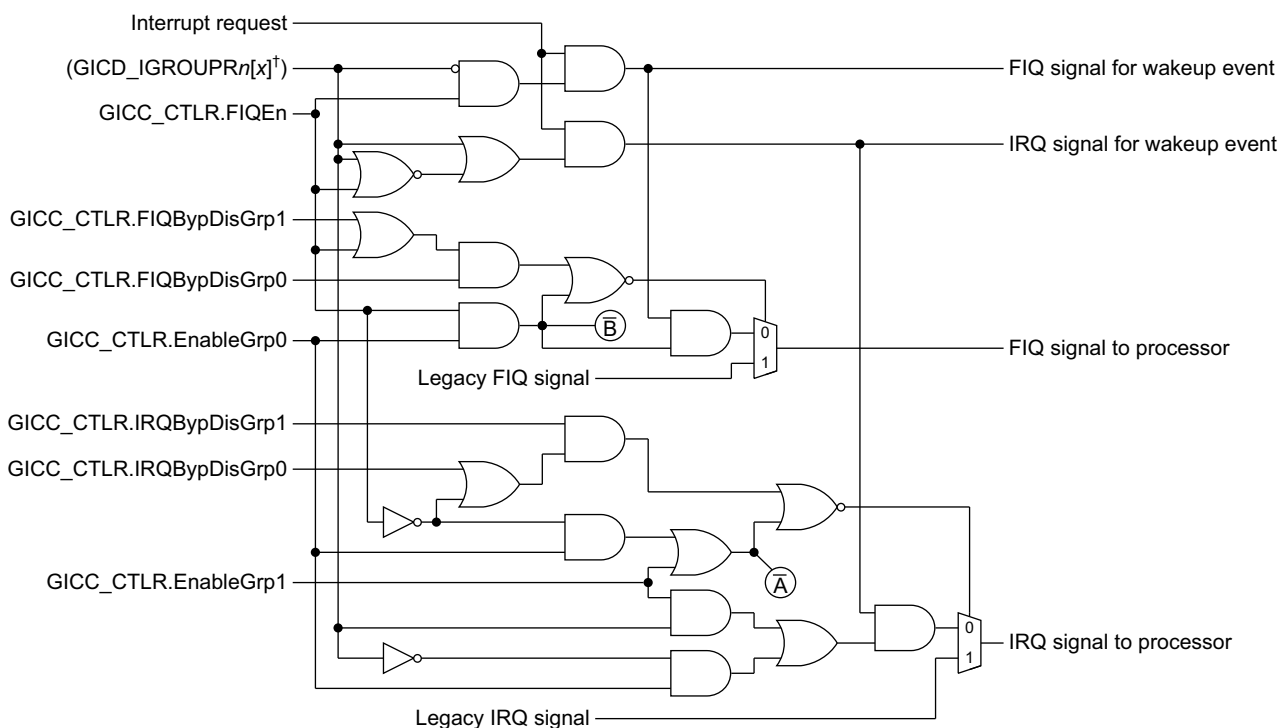 Interrupt request
(GICD_IGROUPRn[x]†)
FIQ signal for wakeup event
GICC_CTLR.FIQEn
IRQ signal for wakeup event
GICC_CTLR.FIQBypDisGrp1
GICC_CTLR.FIQBypDisGrp0
B̅
0
GICC_CTLR.EnableGrp0
FIQ signal to processor
1
Legacy FIQ signal
GICC_CTLR.IRQBypDisGrp1
GICC_CTLR.IRQBypDisGrp0
GICC_CTLR.EnableGrp1
A̅
0
IRQ signal to processor
1
Legacy IRQ signal